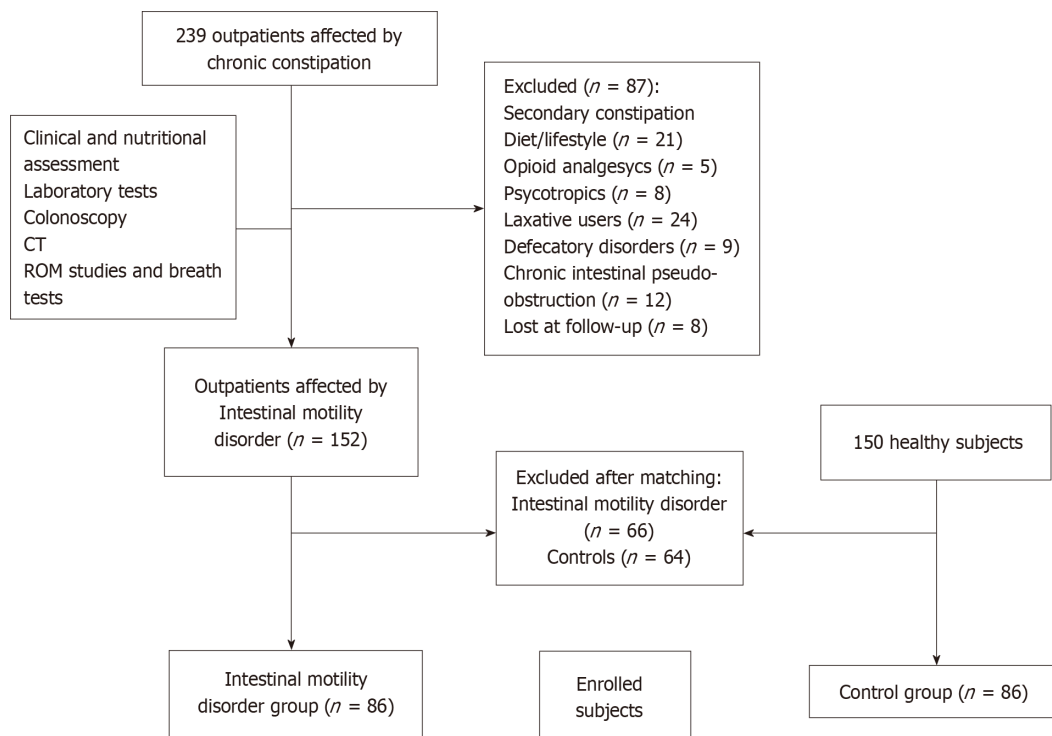 239 outpatients affected by
chronic constipation
Clinical and nutritional
assessment
Laboratory tests
Colonoscopy
CT
ROM studies and breath
tests
Excluded (n = 87):
Secondary constipation
Diet/lifestyle (n = 21)
Opioid analgesycs (n = 5)
Psycotropics (n = 8)
Laxative users (n = 24)
Defecatory disorders (n = 9)
Chronic intestinal pseudo-
obstruction (n = 12)
Lost at follow-up (n = 8)
Outpatients affected by
Intestinal motility
disorder (n = 152)
150 healthy subjects
Excluded after matching:
Intestinal motility disorder
(n = 66)
Controls (n = 64)
Intestinal motility
disorder group (n = 86)
Enrolled
subjects
Control group (n = 86)